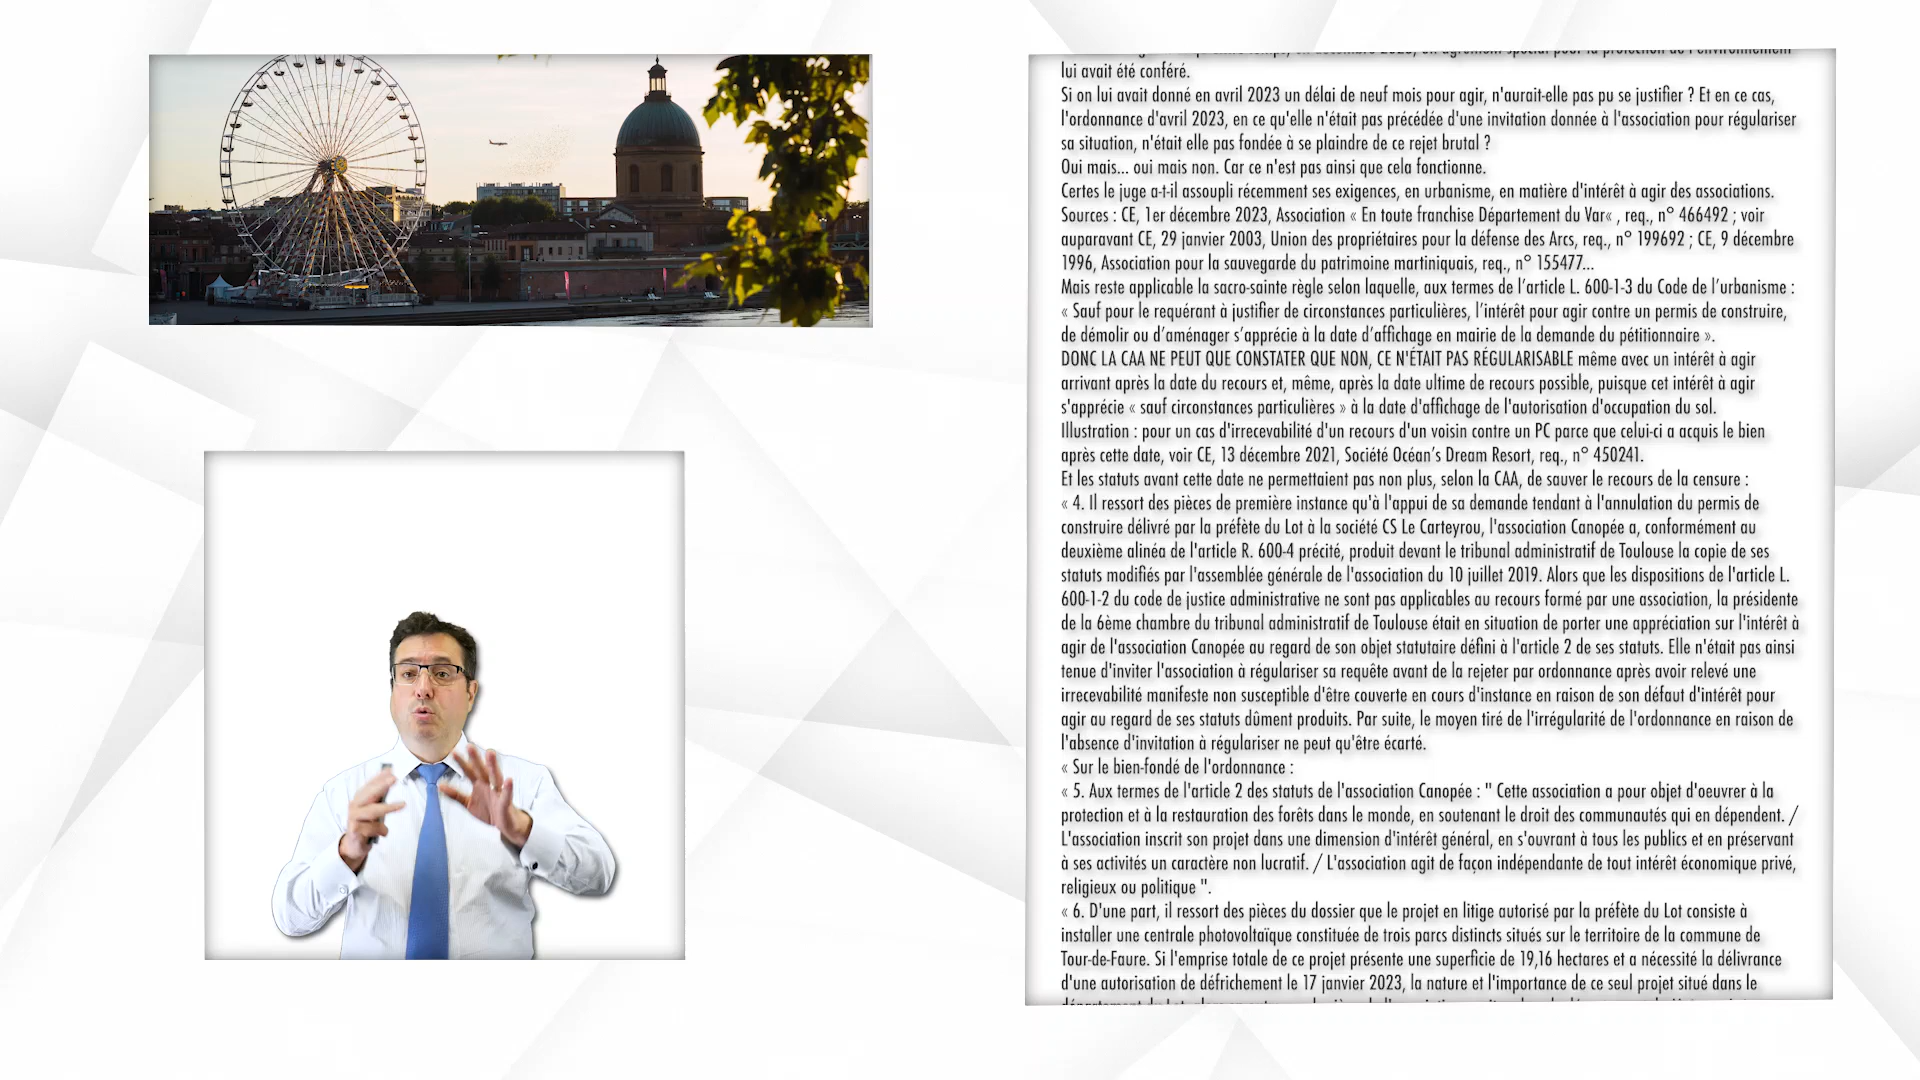 lui avait été conféré.
Si on lui avait donné en avril 2023 un délai de neuf mois pour agir, n'aurait-elle pas pu se justifier ? Et en ce cas,
l'ordonnance d'avril 2023, en ce qu'elle n'était pas précédée d'une invitation donnée à l'association pour régulariser
sa situation, n'était elle pas fondée à se plaindre de ce rejet brutal ?
Oui mais... oui mais non. Car ce n'est pas ainsi que cela fonctionne.
Certes le juge a-t-il assoupli récemment ses exigences, en urbanisme, en matière d'intérêt à agir des associations.
Sources : CE, 1er décembre 2023, Association « En toute franchise Département du Var« , req., n° 466492 ; voir
auparavant CE, 29 janvier 2003, Union des propriétaires pour la défense des Arcs, req., n° 199692 ; CE, 9 décembre
1996, Association pour la sauvegarde du patrimoine martiniquais, req., n° 155477...
Mais reste applicable la sacro-sainte règle selon laquelle, aux termes de l’article L. 600-1-3 du Code de l’urbanisme :
« Sauf pour le requérant à justifier de circonstances particulières, l’intérêt pour agir contre un permis de construire,
de démolir ou d’aménager s’apprécie à la date d’affichage en mairie de la demande du pétitionnaire ».
DONC LA CAA NE PEUT QUE CONSTATER QUE NON, CE N'ÉTAIT PAS RÉGULARISABLE même avec un intérêt à agir
arrivant après la date du recours et, même, après la date ultime de recours possible, puisque cet intérêt à agir
s'apprécie « sauf circonstances particulières » à la date d'affichage de l'autorisation d'occupation du sol.
Illustration : pour un cas d'irrecevabilité d'un recours d'un voisin contre un PC parce que celui-ci a acquis le bien
après cette date, voir CE, 13 décembre 2021, Société Océan’s Dream Resort, req., n° 450241.
Et les statuts avant cette date ne permettaient pas non plus, selon la CAA, de sauver le recours de la censure :
« 4. Il ressort des pièces de première instance qu'à l'appui de sa demande tendant à l'annulation du permis de
construire délivré par la préfète du Lot à la société CS Le Carteyrou, l'association Canopée a, conformément au
deuxième alinéa de l'article R. 600-4 précité, produit devant le tribunal administratif de Toulouse la copie de ses
statuts modifiés par l'assemblée générale de l'association du 10 juillet 2019. Alors que les dispositions de l'article L.
600-1-2 du code de justice administrative ne sont pas applicables au recours formé par une association, la présidente
de la 6ème chambre du tribunal administratif de Toulouse était en situation de porter une appréciation sur l'intérêt à
agir de l'association Canopée au regard de son objet statutaire défini à l'article 2 de ses statuts. Elle n'était pas ainsi
tenue d'inviter l'association à régulariser sa requête avant de la rejeter par ordonnance après avoir relevé une
irrecevabilité manifeste non susceptible d'être couverte en cours d'instance en raison de son défaut d'intérêt pour
agir au regard de ses statuts dûment produits. Par suite, le moyen tiré de l'irrégularité de l'ordonnance en raison de
l'absence d'invitation à régulariser ne peut qu'être écarté.
« Sur le bien-fondé de l'ordonnance :
« 5. Aux termes de l'article 2 des statuts de l'association Canopée : " Cette association a pour objet d'oeuvrer à la
protection et à la restauration des forêts dans le monde, en soutenant le droit des communautés qui en dépendent. /
L'association inscrit son projet dans une dimension d'intérêt général, en s'ouvrant à tous les publics et en préservant
à ses activités un caractère non lucratif. / L'association agit de façon indépendante de tout intérêt économique privé,
religieux ou politique ".
« 6. D'une part, il ressort des pièces du dossier que le projet en litige autorisé par la préfète du Lot consiste à
installer une centrale photovoltaïque constituée de trois parcs distincts situés sur le territoire de la commune de
Tour-de-Faure. Si l'emprise totale de ce projet présente une superficie de 19,16 hectares et a nécessité la délivrance
d'une autorisation de défrichement le 17 janvier 2023, la nature et l'importance de ce seul projet situé dans le